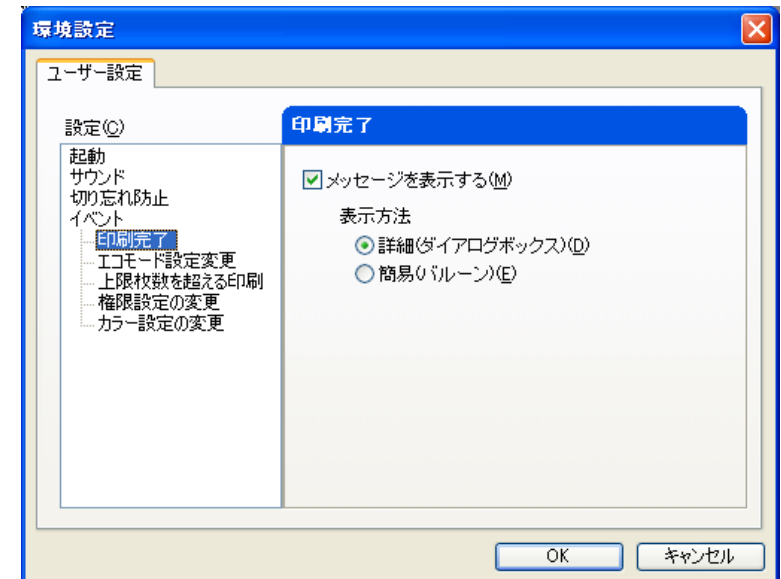 環境設定
ユーザー設定
設定(C)
起動
サウンド
切り忘れ防止
イベント
印刷完了
エコモード設定変更
上限枚数を超える印刷
権限設定の変更
カラー設定の変更
印刷完了
メッセージを表示する(M)
表示方法
詳細(ダイアログボックス)(D)
簡易(バルーン)(E)
OK
キャンセル